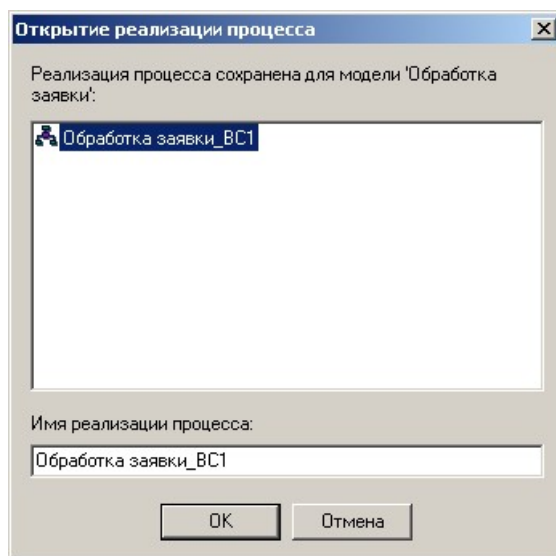 Открытие реализации процесса
Реализация процесса сохранена для модели 'Обработка
заявки':
Обработка заявки_BC1
Имя реализации процесса:
Обработка заявки_BC1
OK
Отмена